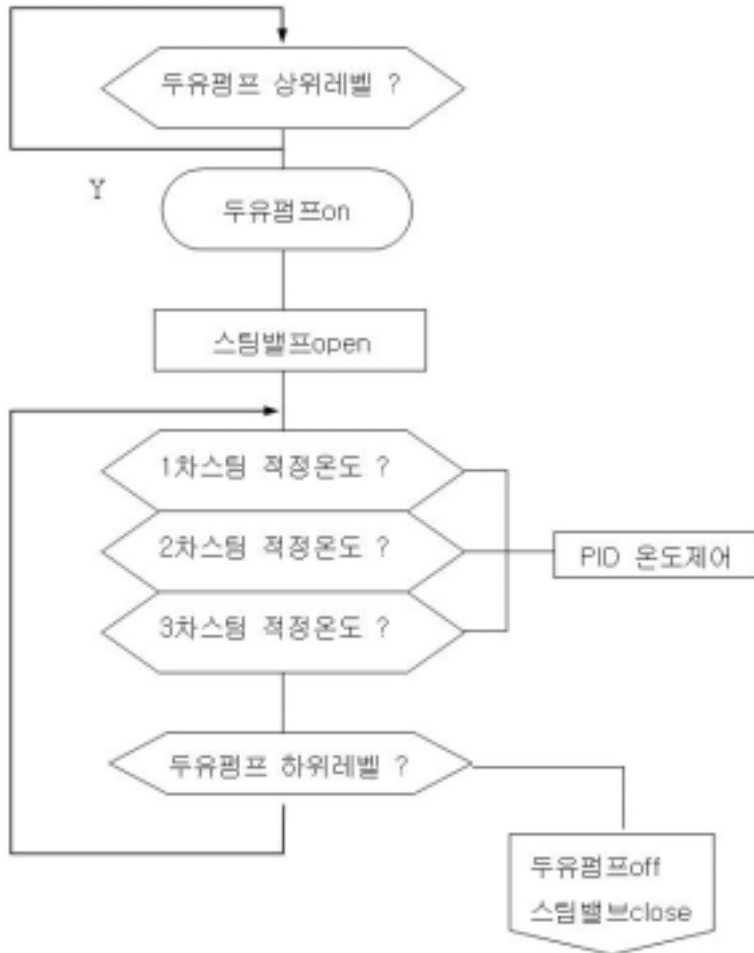 두유펌프 상위레벨 ?
Y
두유펌프on
스팀밸프open
1차스팀 적정온도 ?
2차스팀 적정온도 ?
PID 온도제어
3차스팀 적정온도 ?
두유펌프 하위레벨 ?
두유펌프off
스팀밸브close